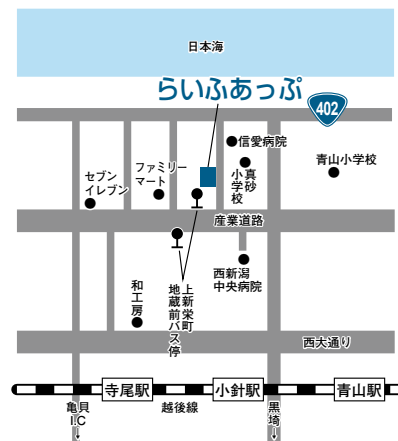 日本海
らいふあっぷ
402
信愛病院
真砂
小学校
青山小学校
ファミリー
マート
セブン
イレブン
産業道路
西新潟
中央病院
上新栄町
地蔵前バス停
和工房
西大通り
寺尾駅
小針駅
青山駅
亀貝
I.C
↓
越後線
黒埼
↓